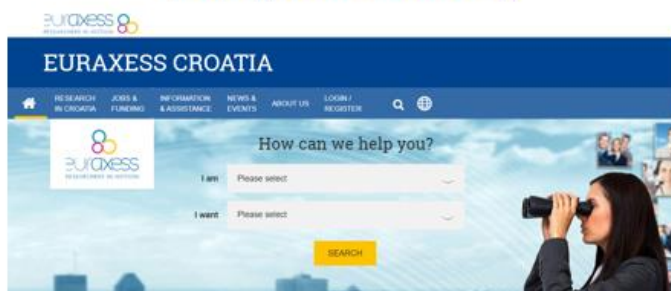 euraxess
RESEARCHERS IN MOTION
EURAXESS CROATIA
RESEARCH IN CROATIA
JOBS & FUNDING
INFORMATION & ASSISTANCE
NEWS & EVENTS
ABOUT US
LOGIN / REGISTER
How can we help you?
euraxess
RESEARCHERS IN MOTION
I am
Please select
I want
Please select
SEARCH